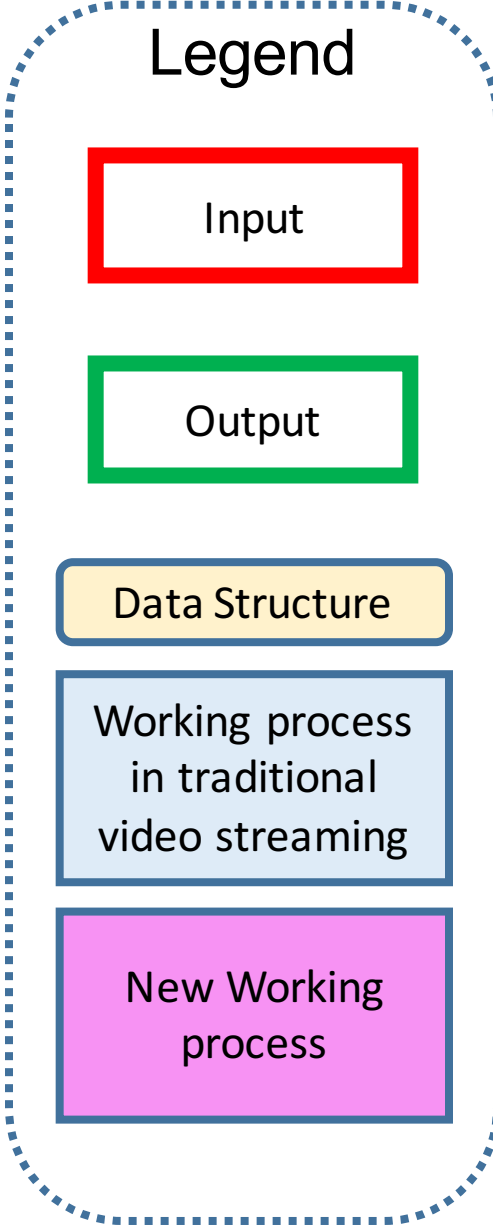 Legend
Input
Output
Data Structure
Working process
in traditional
video streaming
New Working
process